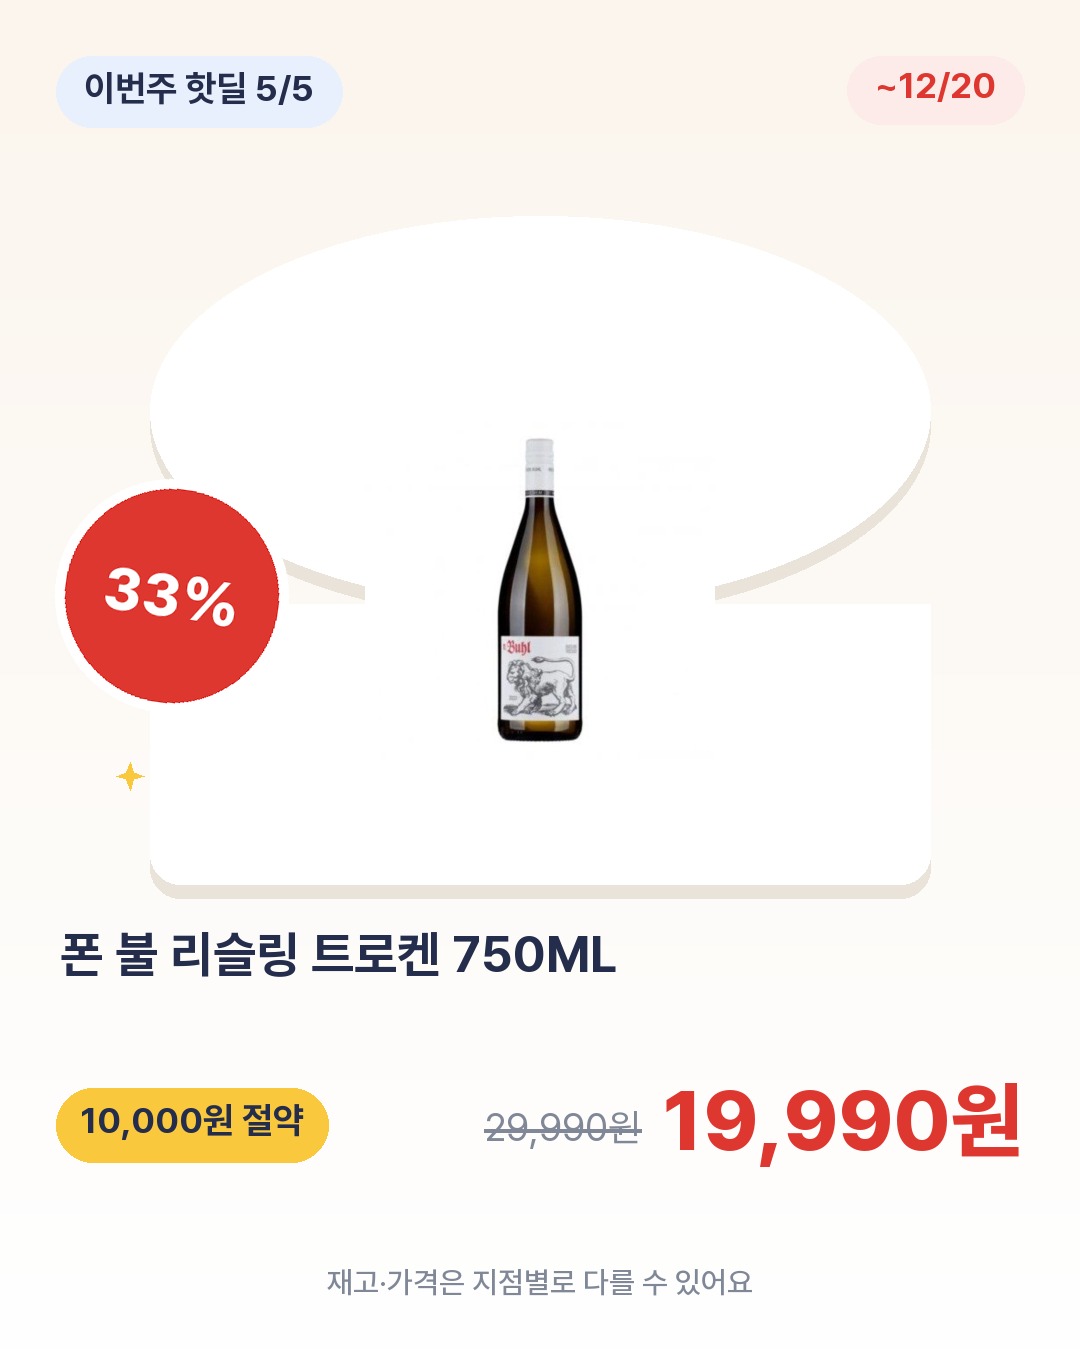 이번주 핫딜 5/5
~12/20
33%
Buhl
폰 불 리슬링 트로켄 750ML
10,000원 절약
29,990원
19,990원
재고·가격은 지점별로 다를 수 있어요